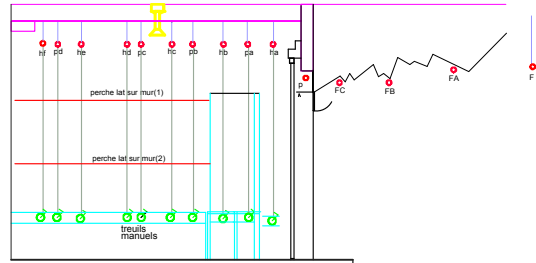 hf pd he hd pc hc pb hb pa ha
P
FC FB FA F
perche lat sur mur(1)
perche lat sur mur(2)
treuils
manuels